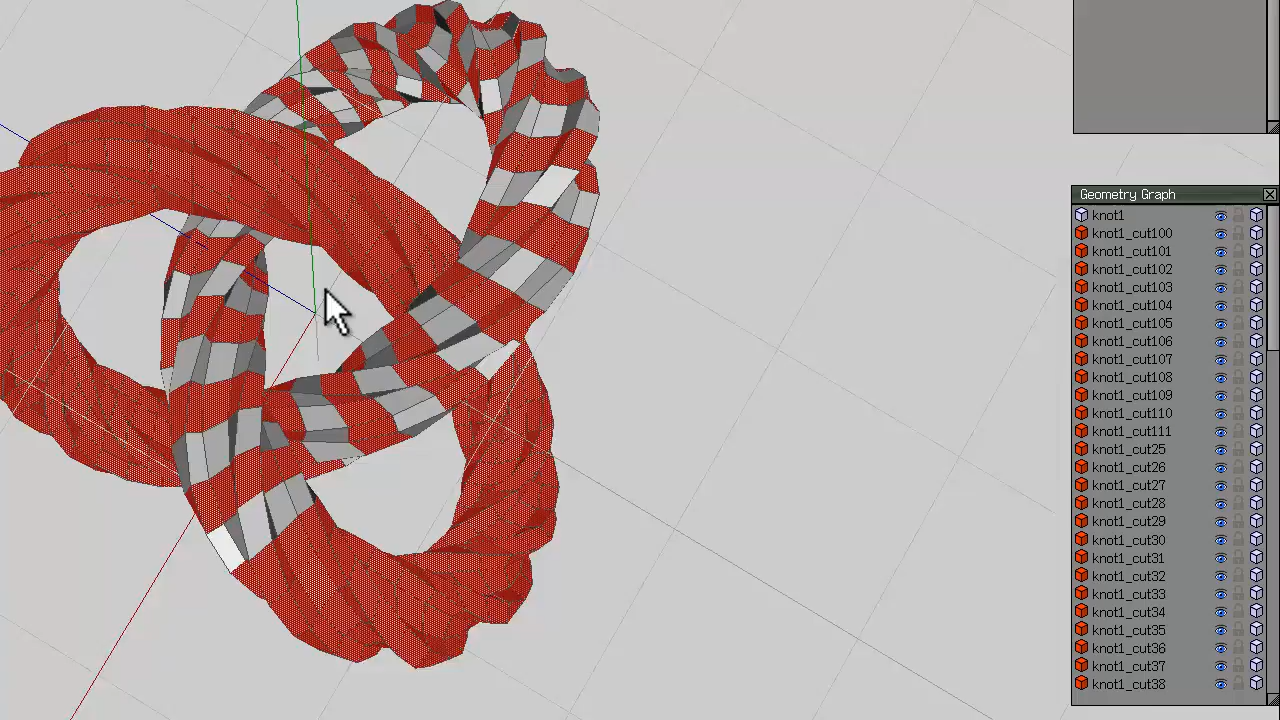 Geometry Graph
knot1
knot1_cut100
knot1_cut101
knot1_cut102
knot1_cut103
knot1_cut104
knot1_cut105
knot1_cut106
knot1_cut107
knot1_cut108
knot1_cut109
knot1_cut110
knot1_cut111
knot1_cut25
knot1_cut26
knot1_cut27
knot1_cut28
knot1_cut29
knot1_cut30
knot1_cut31
knot1_cut32
knot1_cut33
knot1_cut34
knot1_cut35
knot1_cut36
knot1_cut37
knot1_cut38